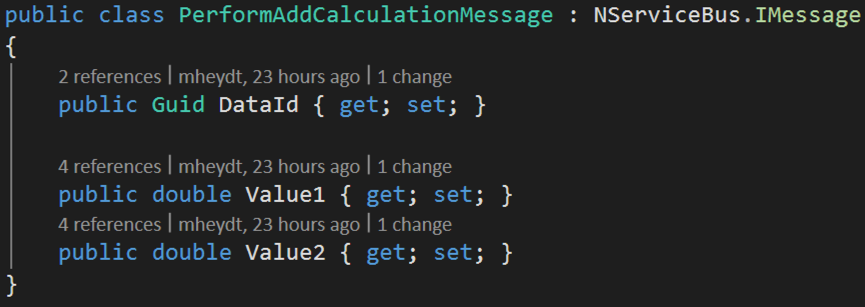 public class PerformAddCalculationMessage : NServiceBus.IMessage
{
2 references | mheydt, 23 hours ago | 1 change
public Guid DataId { get; set; }
4 references | mheydt, 23 hours ago | 1 change
public double Value1 { get; set; }
4 references | mheydt, 23 hours ago | 1 change
public double Value2 { get; set; }
}